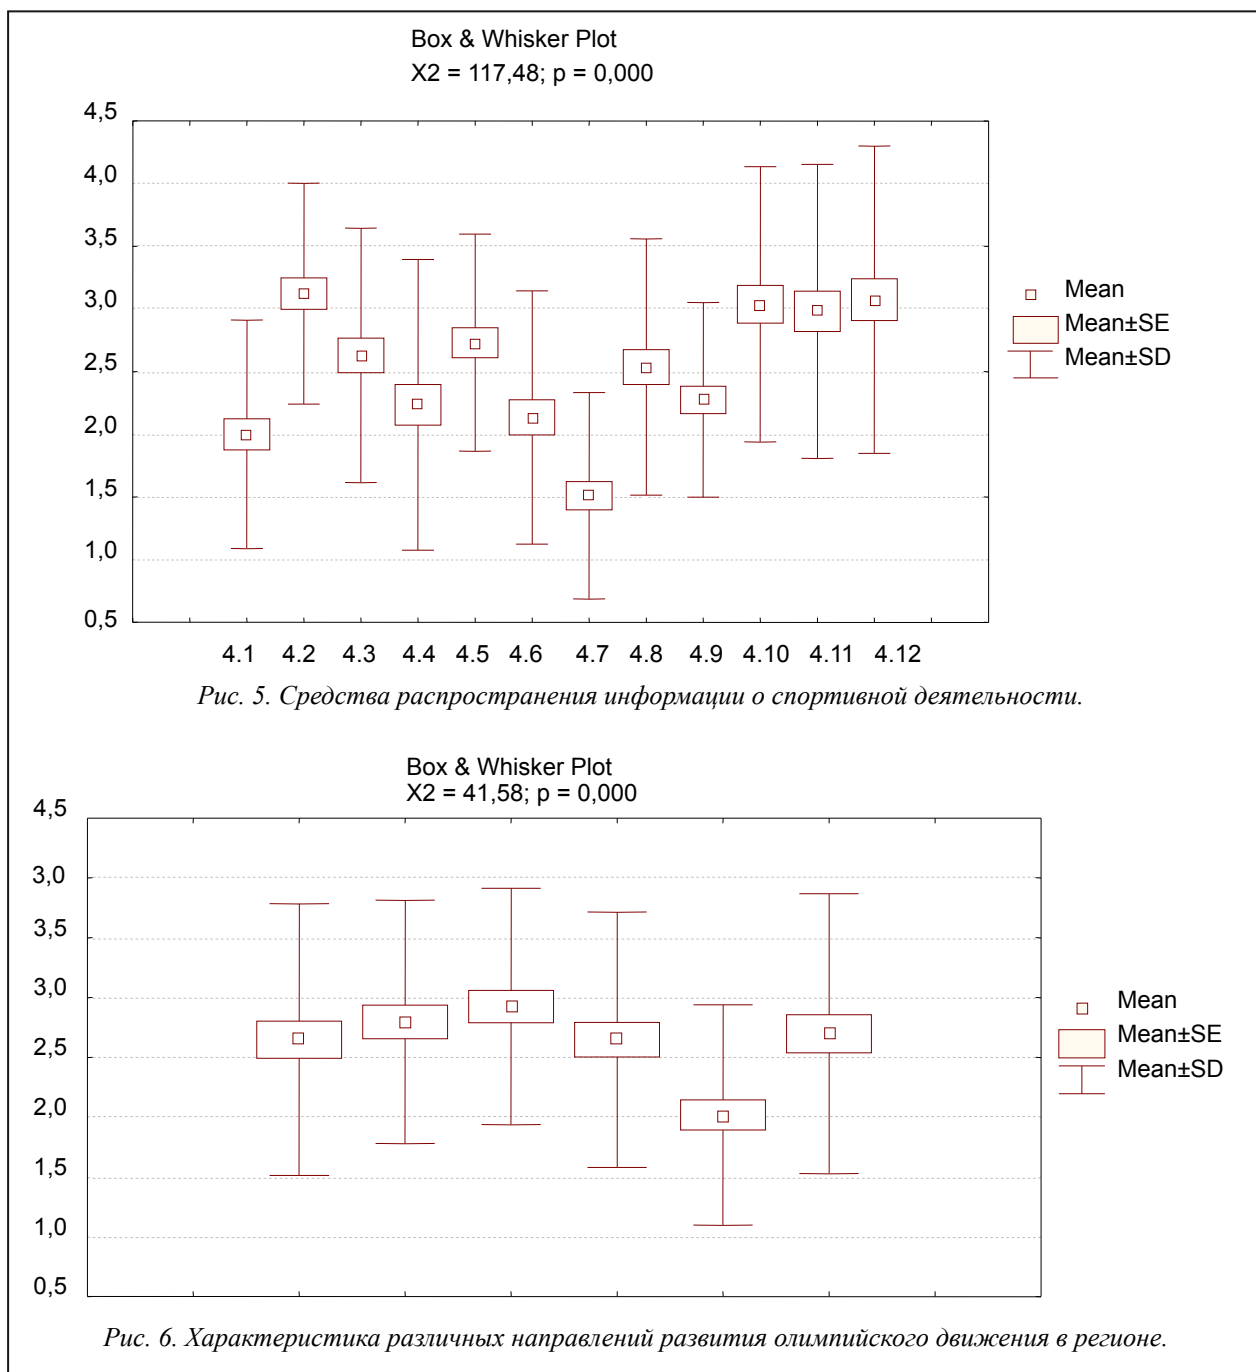 Box & Whisker Plot
X2 = 117,48; p = 0,000
4,5
4,0
3,5
3,0
2,5
2,0
1,5
1,0
0,5
Mean
Mean±SE
Mean±SD
4.1 4.2 4.3 4.4 4.5 4.6 4.7 4.8 4.9 4.10 4.11 4.12
Рис. 5. Средства распространения информации о спортивной деятельности.
Box & Whisker Plot
X2 = 41,58; p = 0,000
4,5
3,0
3,5
3,0
2,5
2,0
1,5
1,0
0,5
Mean
Mean±SE
Mean±SD
Рис. 6. Характеристика различных направлений развития олимпийского движения в регионе.